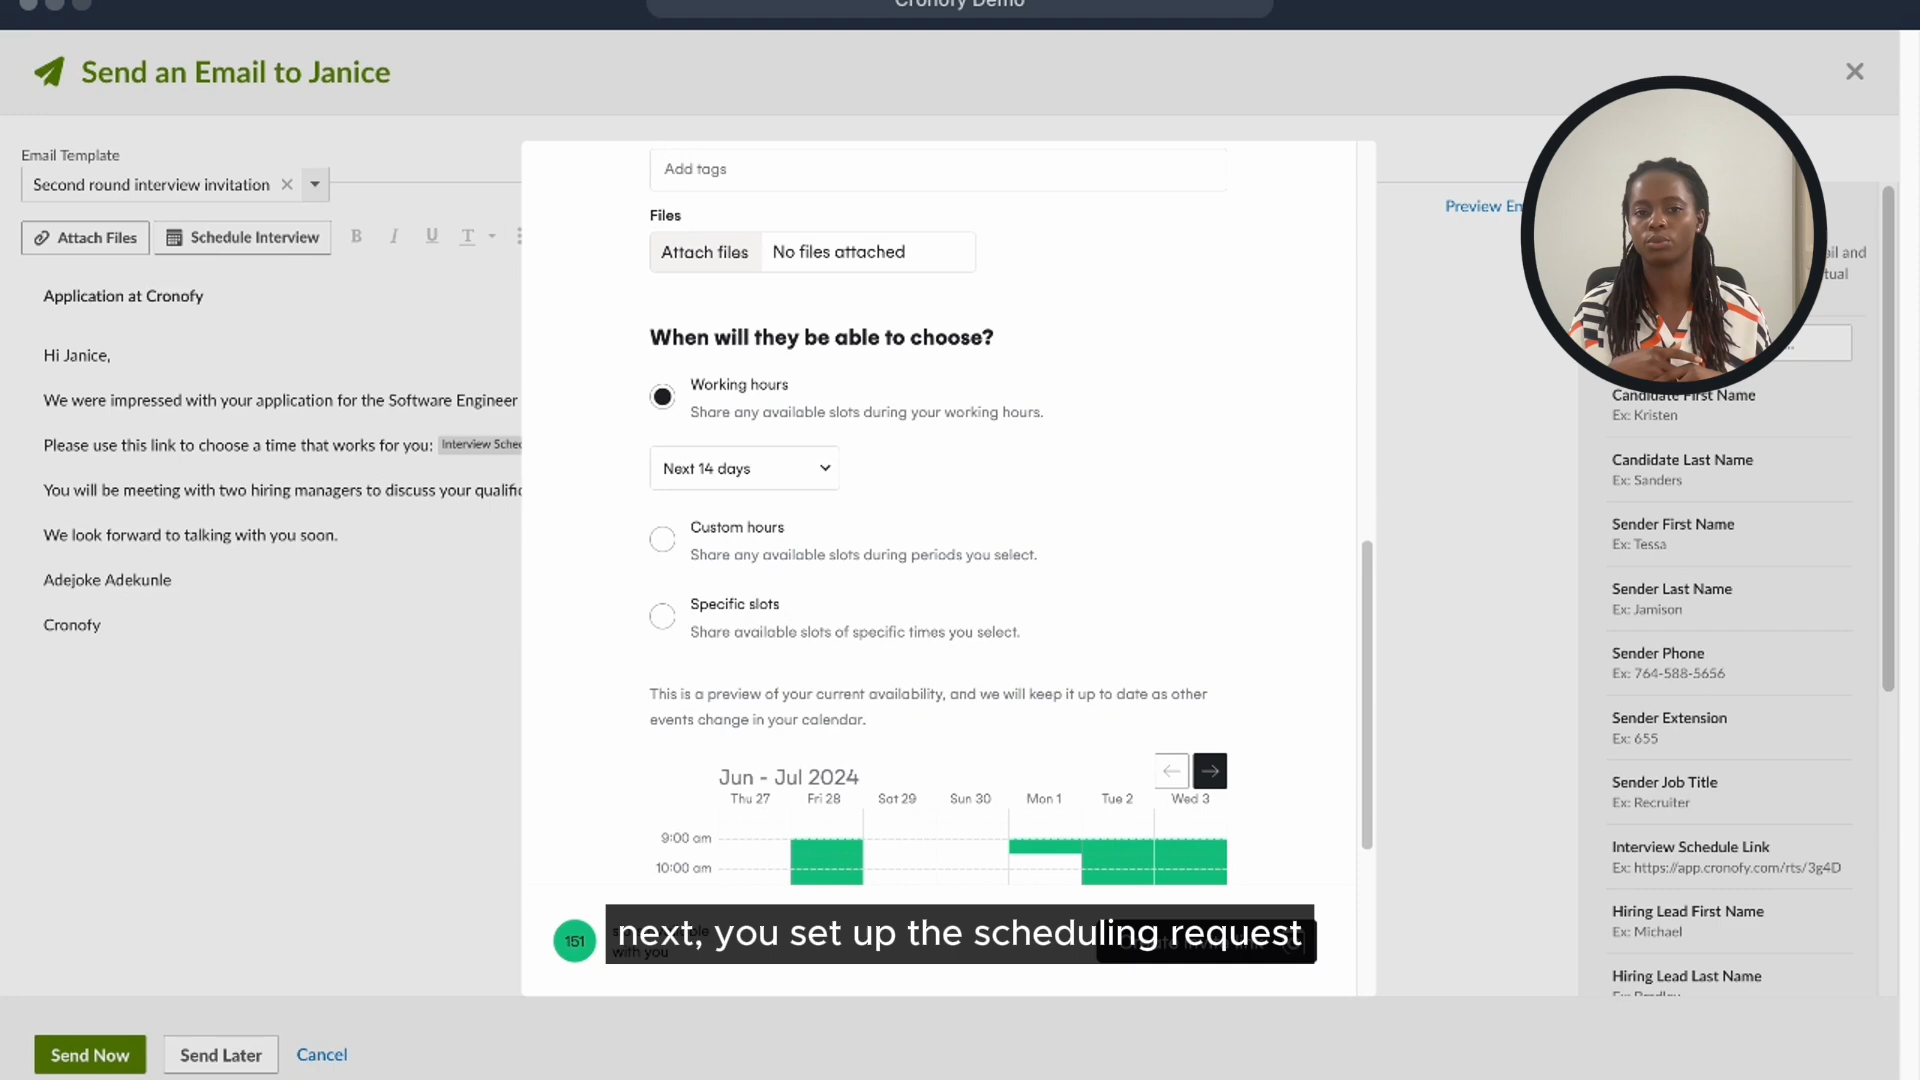 Cronofy Demo
Send an Email to Janice
Email Template
Second round interview invitation
Attach Files
Schedule Interview
B I U T
Application at Cronofy
Hi Janice,
We were impressed with your application for the Software Engineer
Please use this link to choose a time that works for you: Interview Sched
You will be meeting with two hiring managers to discuss your qualific
We look forward to talking with you soon.
Adejoke Adekunle
Cronofy
Add tags
Files
Attach files No files attached
When will they be able to choose?
Working hours
Share any available slots during your working hours.
Next 14 days
Custom hours
Share any available slots during periods you select.
Specific slots
Share available slots of specific times you select.
This is a preview of your current availability, and we will keep it up to date as other
events change in your calendar.
Jun - Jul 2024
Thu 27 Fri 28 Sat 29 Sun 30 Mon 1 Tue 2 Wed 3
9:00 am
10:00 am
151
next, you set up the scheduling request
with you
Preview Em
ail and
tual
Candidate First Name
Ex: Kristen
Candidate Last Name
Ex: Sanders
Sender First Name
Ex: Tessa
Sender Last Name
Ex: Jamison
Sender Phone
Ex: 764-588-5656
Sender Extension
Ex: 655
Sender Job Title
Ex: Recruiter
Interview Schedule Link
Ex: https://app.cronofy.com/rts/3g4D
Hiring Lead First Name
Ex: Michael
Hiring Lead Last Name
Send Now
Send Later
Cancel